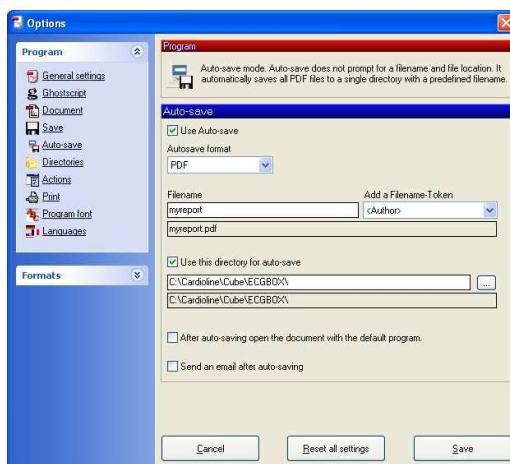 Options
Program
General settings
Ghostscript
Document
Save
Auto-save
Directories
Actions
Print
Program font
Languages
Formats
Program
Auto-save mode. Auto-save does not prompt for a filename and file location. It
automatically saves all PDF files to a single directory with a predefined filename.
Auto-save
Use Auto-save
Autosave format
PDF
Filename
Add a Filename-Token
myreport
<Author>
myreport.pdf
Use this directory for auto-save
C:\Cardioline\Cube\ECGBOX\
...
C:\Cardioline\Cube\ECGBOX\
After auto-saving open the document with the default program.
Send an email after auto-saving
Cancel
Reset all settings
Save